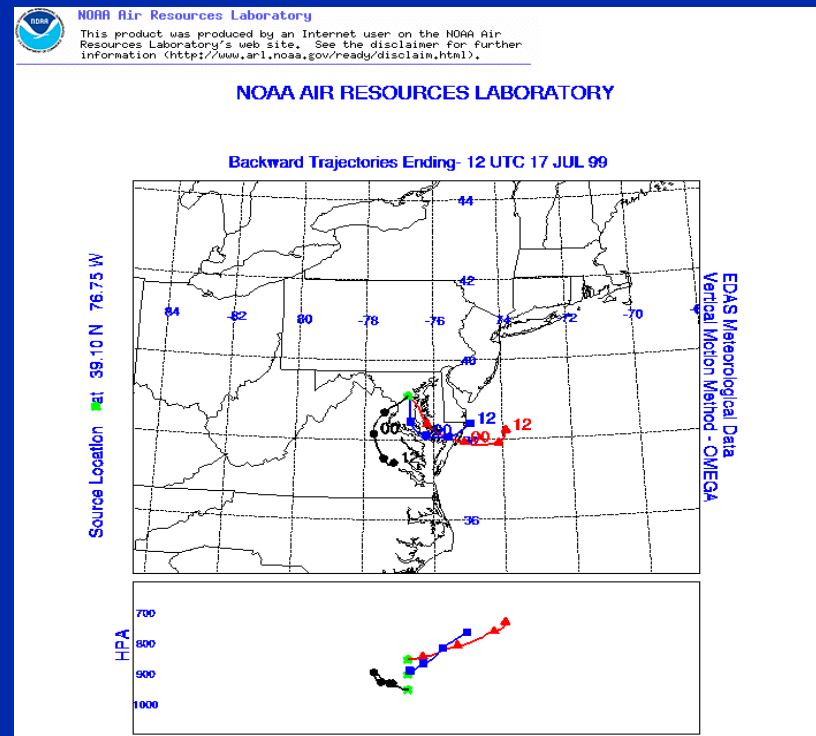 NOAA Air Resources Laboratory
This product was produced by an Internet user on the NOAA Air
Resources Laboratory's web site. See the disclaimer for further
information (http://www.arl.noaa.gov/ready/disclaim.html).
NOAA
NOAA AIR RESOURCES LABORATORY
Backward Trajectories Ending- 12 UTC 17 JUL 99
Source Location at 39.10 N 76.75 W
44
42
84
-82
80
-78
-76
74
-72
-70
40
12
12
00
00
00
12
36
EDAS Meteorological Data
Vertical Motion Method - OMEGA
HPA
700
800
900
1000